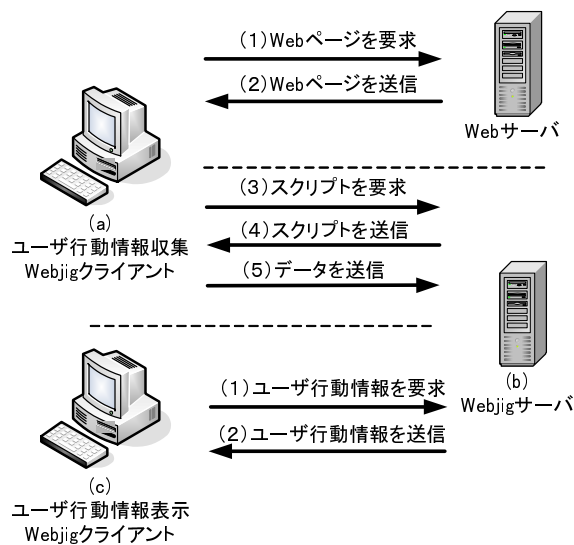 (1)Webページを要求
(2)Webページを送信
Webサーバ
(3)スクリプトを要求
(4)スクリプトを送信
(5)データを送信
(a)
ユーザ行動情報収集
Webjigクライアント
(b)
Webjigサーバ
(1)ユーザ行動情報を要求
(2)ユーザ行動情報を送信
(c)
ユーザ行動情報表示
Webjigクライアント